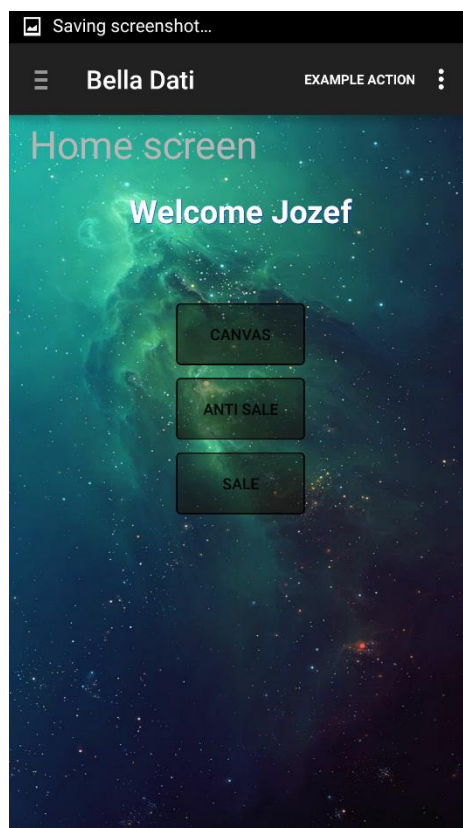 Saving screenshot...
Bella Dati EXAMPLE ACTION
Home screen
Welcome Jozef
CANVAS
ANTI SALE
SALE